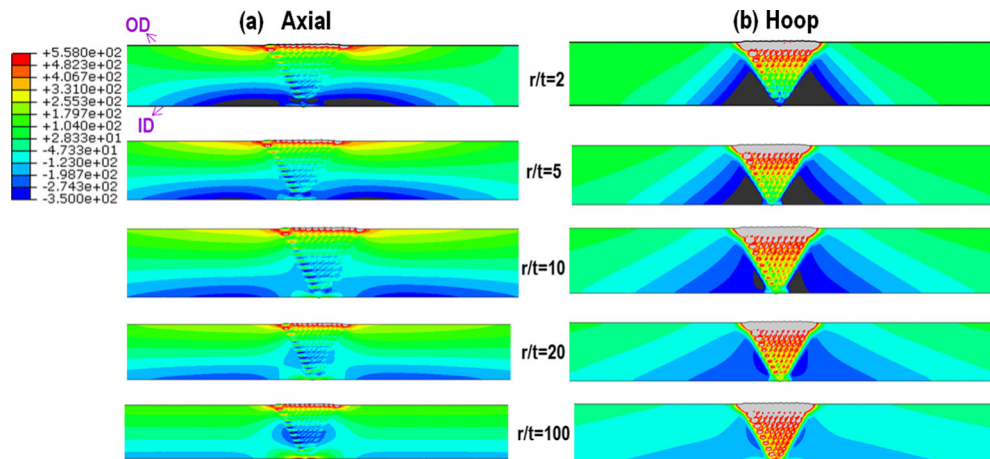 (a) Axial
(b) Hoop
OD
ID
+5.580e+02
+4.823e+02
+4.067e+02
+3.310e+02
+2.553e+02
+1.797e+02
+1.040e+02
+2.833e+01
-4.733e+01
-1.230e+02
-1.987e+02
-2.743e+02
-3.500e+02
r/t=2
r/t=5
r/t=10
r/t=20
r/t=100